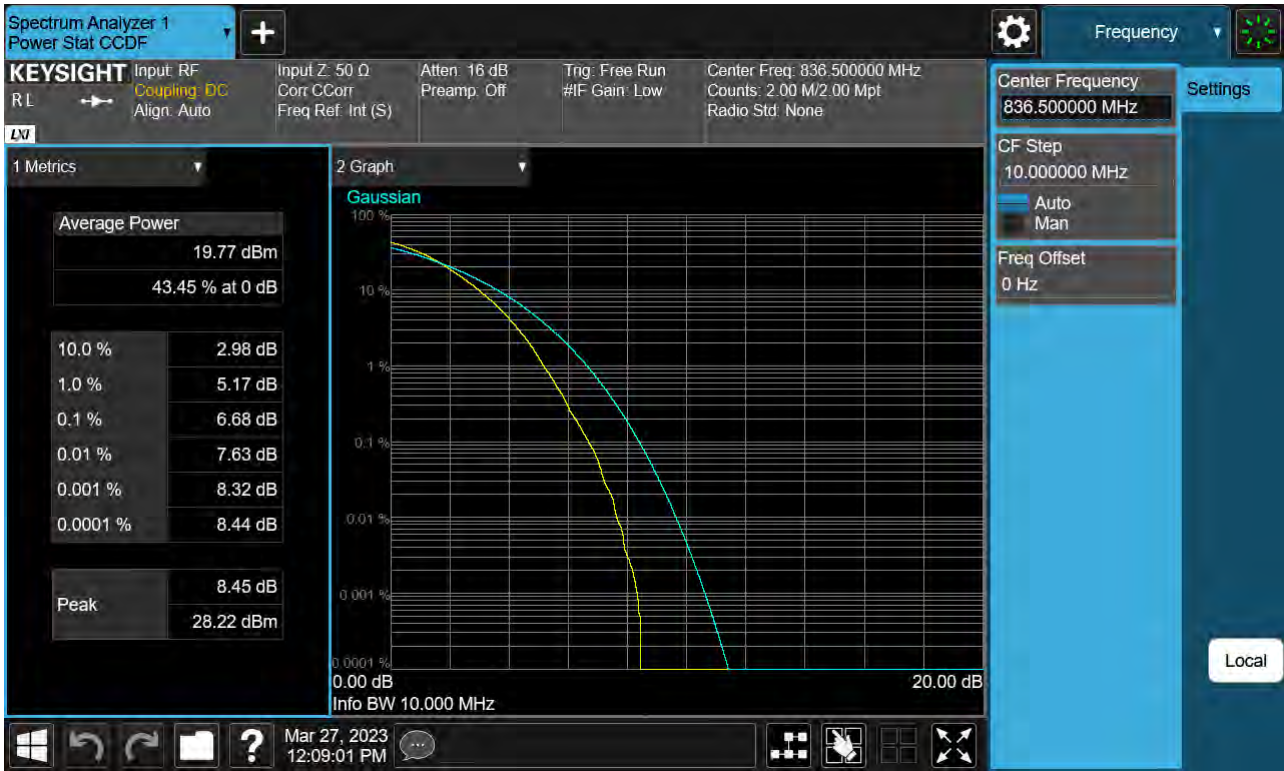 Spectrum Analyzer 1
Power Stat CCDF
+
Frequency
KEYSIGHT
RL
LXI
Input: RF
Coupling: DC
Align: Auto
Input Z: 50 Ω
Corr CCorr
Freq Ref: Int (S)
Atten: 16 dB
Preamp: Off
Trig: Free Run
#IF Gain: Low
Center Freq: 836.500000 MHz
Counts: 2.00 M/2.00 Mpt
Radio Std: None
Center Frequency
836.500000 MHz
Settings
CF Step
10.000000 MHz
Auto
Man
Freq Offset
0 Hz
1 Metrics
Average Power
19.77 dBm
43.45 % at 0 dB
10.0 % 2.98 dB
1.0 % 5.17 dB
0.1 % 6.68 dB
0.01 % 7.63 dB
0.001 % 8.32 dB
0.0001 % 8.44 dB
Peak
8.45 dB
28.22 dBm
2 Graph
Gaussian
100 %
10 %
1 %
0.1 %
0.01 %
0.001 %
0.0001 %
0.00 dB 20.00 dB
Info BW 10.000 MHz
Local
?
Mar 27, 2023
12:09:01 PM